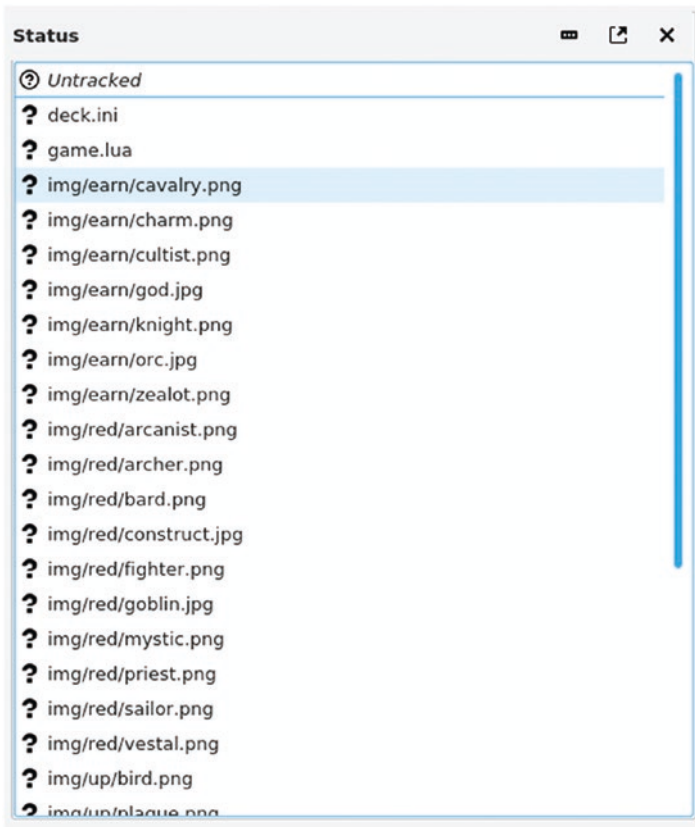 Status
Untracked
deck.ini
game.lua
img/earn/cavalry.png
img/earn/charm.png
img/earn/cultist.png
img/earn/god.jpg
img/earn/knight.png
img/earn/orc.jpg
img/earn/zealot.png
img/red/arcanist.png
img/red/archer.png
img/red/bard.png
img/red/construct.jpg
img/red/fighter.png
img/red/goblin.jpg
img/red/mystic.png
img/red/priest.png
img/red/sailor.png
img/red/vestal.png
img/up/bird.png
img/up/plague.png